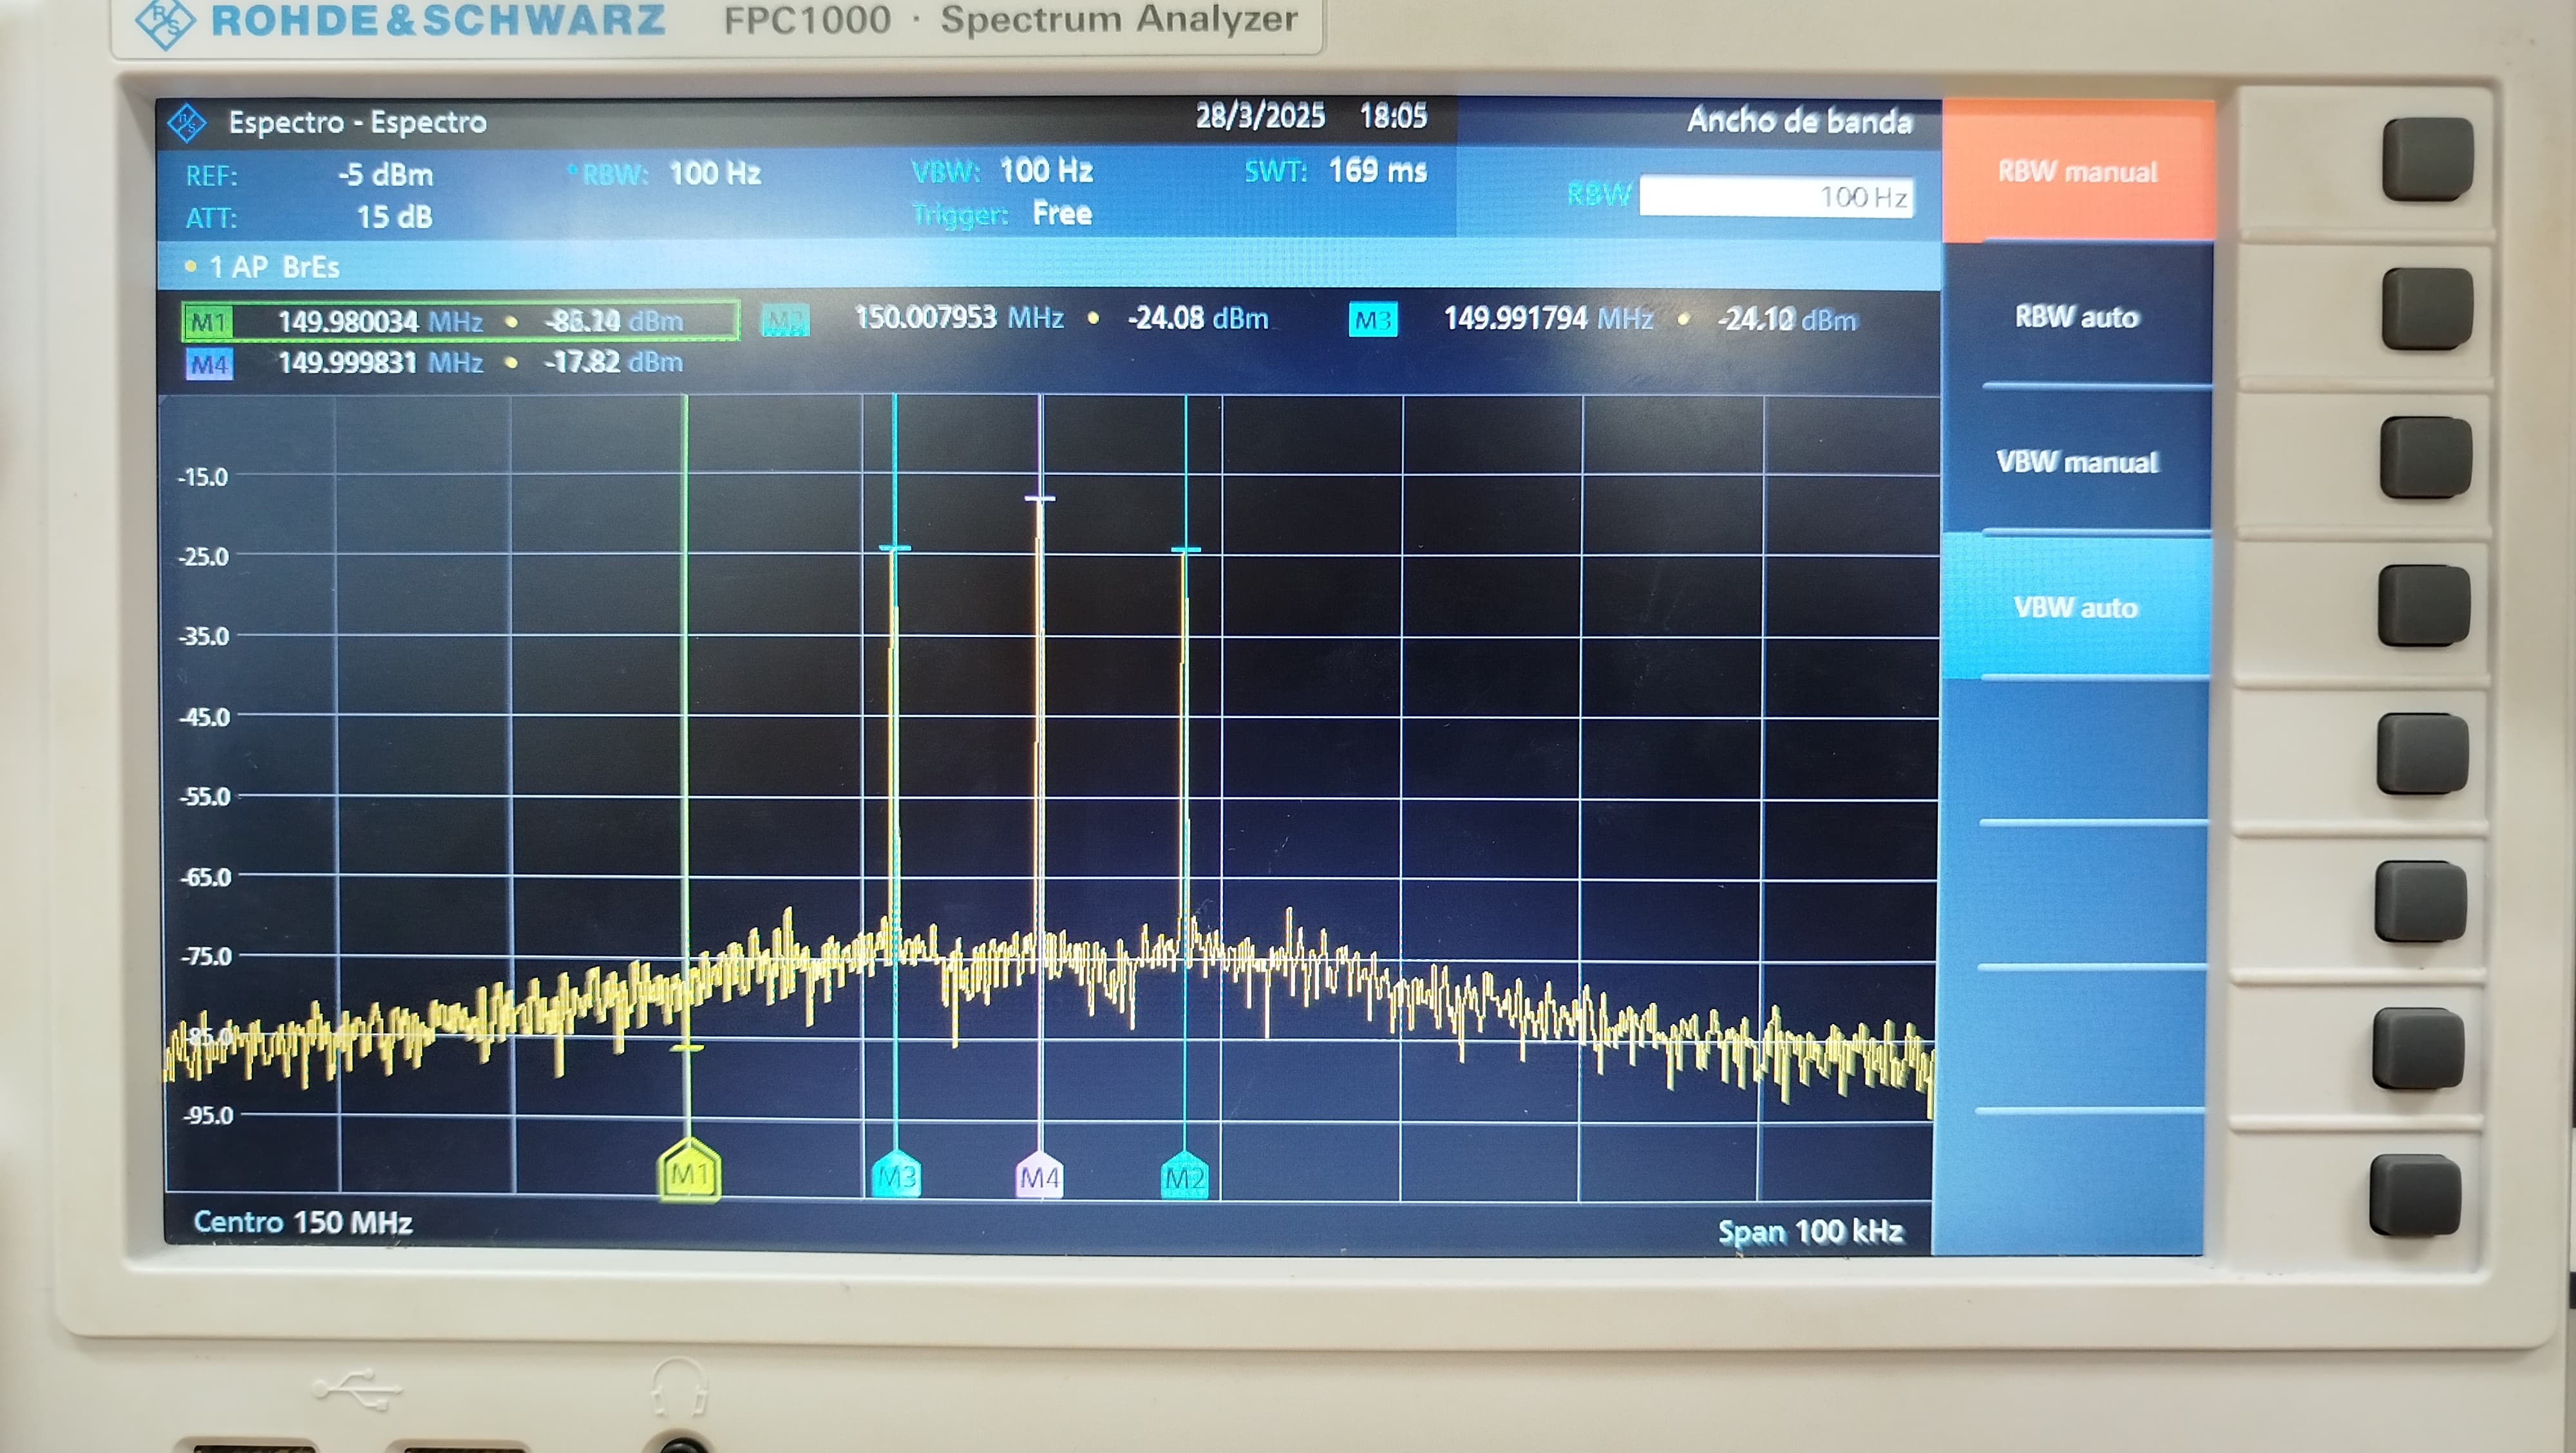 ROHDE & SCHWARZ FPC1000 · Spectrum Analyzer
Espectro - Espectro 28/3/2025 18:05 Ancho de banda
REF: -5 dBm RBW: 100 Hz VBW: 100 Hz SWT: 169 ms
ATT: 15 dB Trigger: Free
RBW 100 Hz
1 AP BrEs
M1 149.980034 MHz dBm M2 150.007953 MHz -24.08 dBm M3 149.991794 MHz -24.10 dBm
M4 149.999831 MHz -17.82 dBm
-15.0
-25.0
-35.0
-45.0
-55.0
-65.0
-75.0
-85.0
-95.0
M1 M3 M4 M2
Centro 150 MHz Span 100 kHz
RBW manual
RBW auto
VBW manual
VBW auto